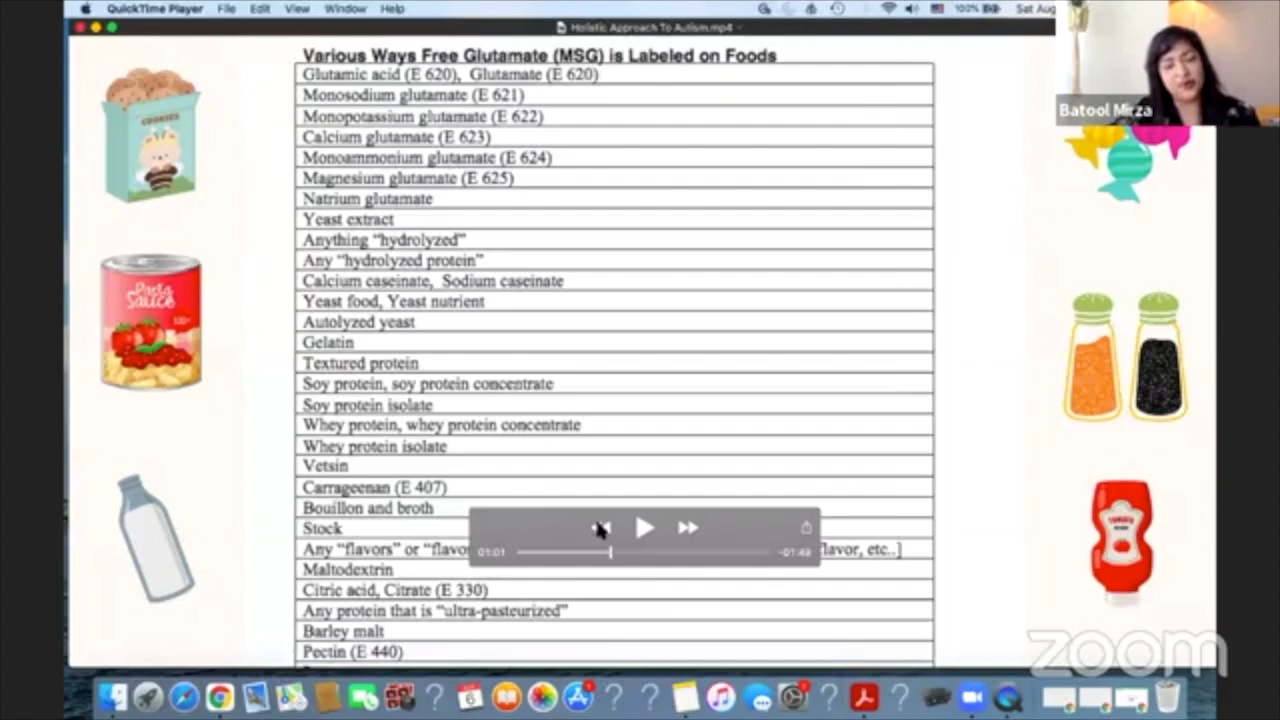 QuickTime Player File Edit View Window Help 100% Sat Aug
Holistic Approach To Autism.mp4
Batool Mirza
Various Ways Free Glutamate (MSG) is Labeled on Foods
Glutamic acid (E 620), Glutamate (E 620)
Monosodium glutamate (E 621)
Monopotassium glutamate (E 622)
Calcium glutamate (E 623)
Monoammonium glutamate (E 624)
Magnesium glutamate (E 625)
Natrium glutamate
Yeast extract
Anything “hydrolyzed”
Any “hydrolyzed protein”
Calcium caseinate, Sodium caseinate
Yeast food, Yeast nutrient
Autolyzed yeast
Gelatin
Textured protein
Soy protein, soy protein concentrate
Soy protein isolate
Whey protein, whey protein concentrate
Whey protein isolate
Vetsin
Carrageenan (E 407)
Bouillon and broth
Stock
Any “flavors” or “flavo flavor, etc..]
Maltodextrin
Citric acid, Citrate (E 330)
Any protein that is “ultra-pasteurized”
Barley malt
Pectin (E 440)
COOKIES
Pasta
Sauce
TOMATO
01:01 -01:49
zoom
6